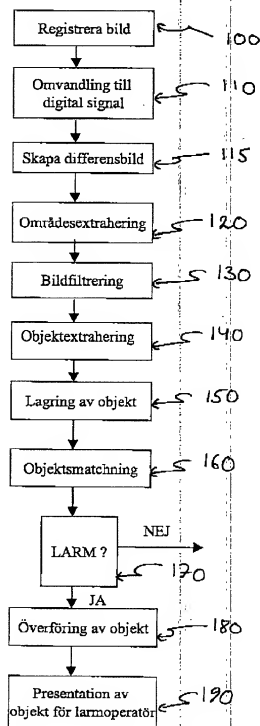 Registrera bild
100
Omvandling till
digital signal
110
Skapa differensbild
115
Områdesextrahering
120
Bildfiltrering
130
Objektextrahering
140
Lagring av objekt
150
Objektsmatchning
160
LARM ?
NEJ
170
JA
Överföring av objekt
180
Presentation av
objekt för larmoperatör
190